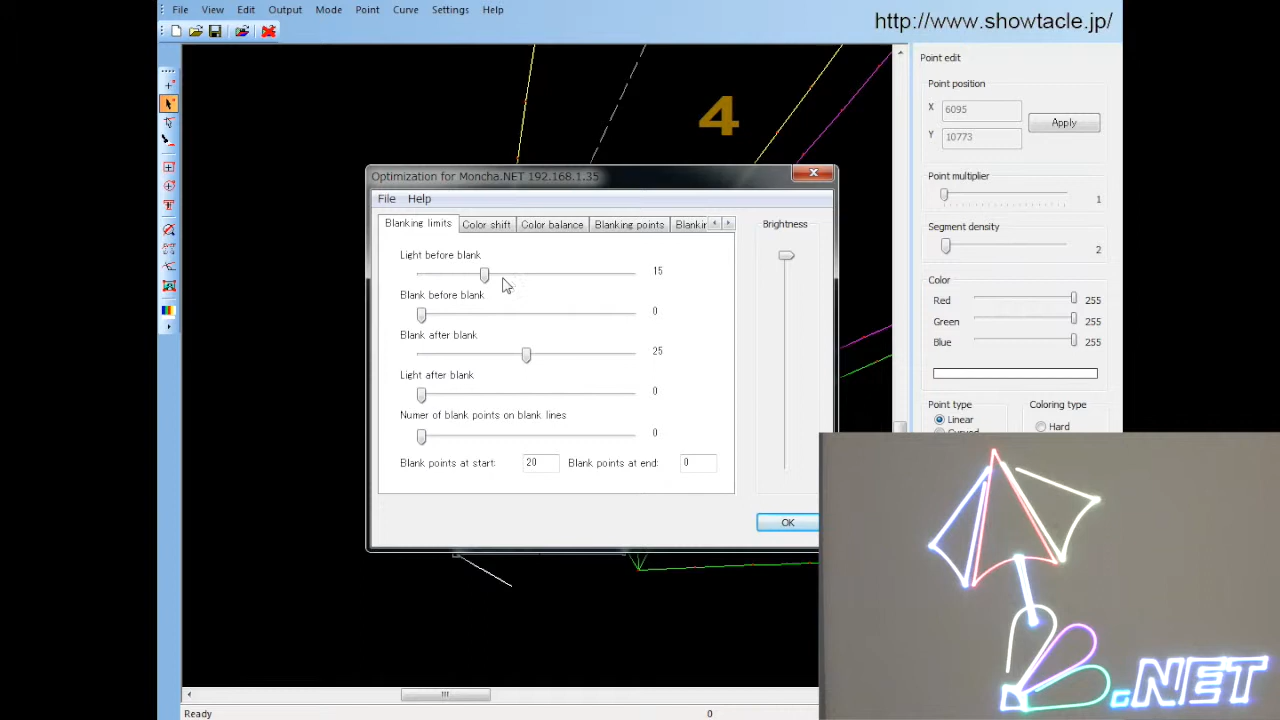 File View Edit Output Mode Point Curve Settings Help
http://www.showtacle.jp/
Point edit
Point position
X 6095
Apply
Y 10773
4
Optimization for Moncha.NET 192.168.1.35
File Help
Point multiplier
1
Blanking limits Color shift Color balance Blanking points Blankin
Brightness
Segment density
2
Light before blank
15
Blank before blank
0
Blank after blank
25
Light after blank
0
Numer of blank points on blank lines
0
Blank points at start: 20 Blank points at end: 0
OK
Color
Red 255
Green 255
Blue 255
Point type
Linear
Curved
Coloring type
Hard
.NET
Ready
0